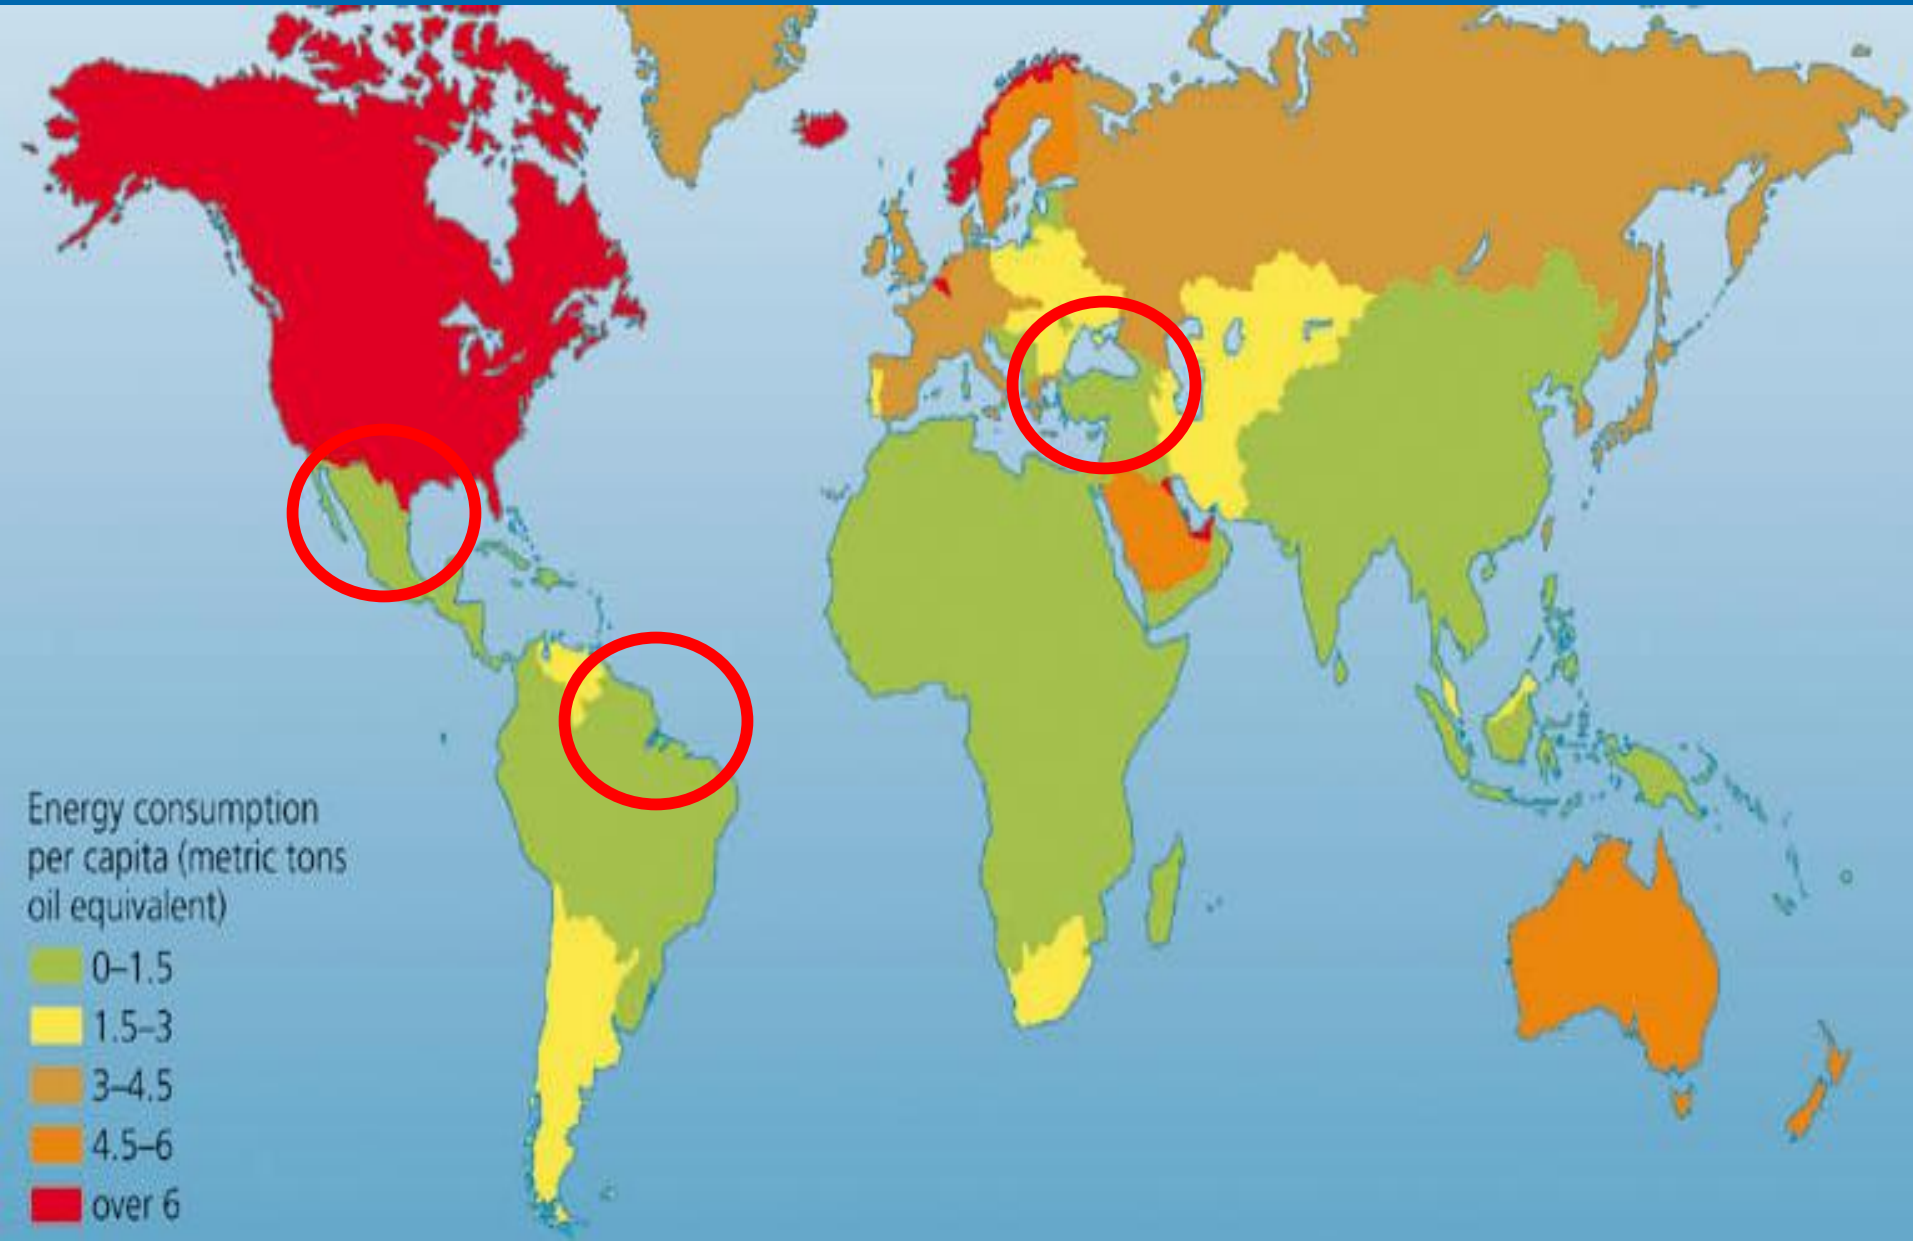 Energy consumption
per capita (metric tons
oil equivalent)
0–1.5
1.5–3
3–4.5
4.5–6
over 6